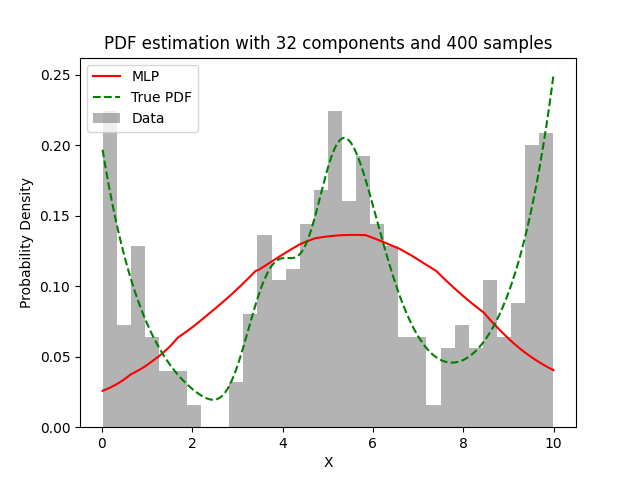 PDF estimation with 32 components and 400 samples
MLP
True PDF
Data
Probability Density
0.25
0.20
0.15
0.10
0.05
0.00
0 2 4 6 8 10
X